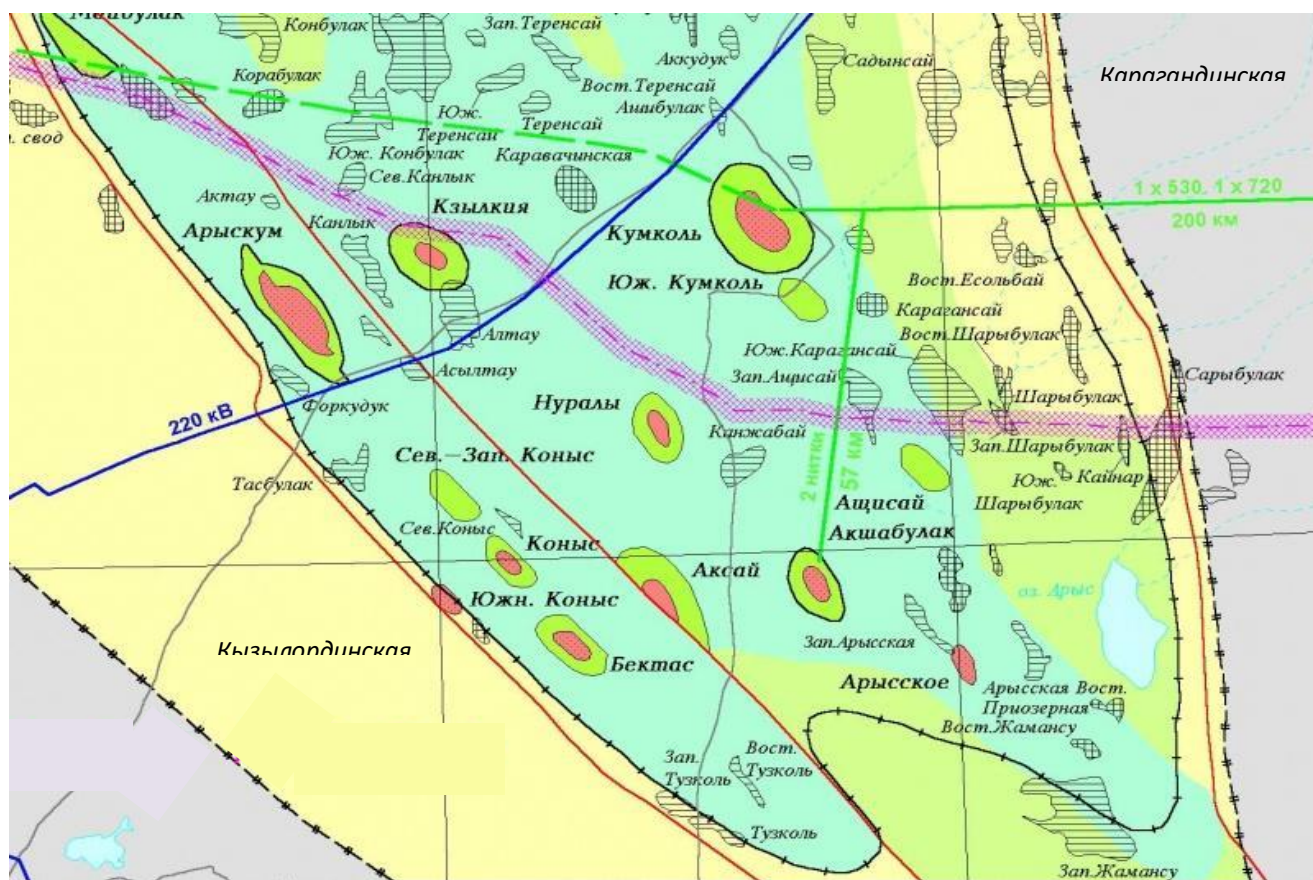 Майбулак
Конбулак
Зап.Теренсай
Аккудук
Садынсай
Карагандинская
Корабулак
Вост.Теренсай
Ашибулак
Юж.
Теренсай
Теренсай
. свод
Юж. Конбулак
Каравачинская
Сев.Канлык
1 x 530, 1 x 720
200 км
Актау
Кзылкия
Канлык
Арыскум
Кумколь
Юж. Кумколь
Вост.Есольбай
Карагансай
Вост.Шарыбулак
Алтау
Юж.Карагансай
Зап.Ащисай
Асылтау
Сарыбулак
Форкудук
220 кВ
Нуралы
Шарыбулак
Канжабай
Зап.Шарыбулак
Сев.–Зап. Коныс
Тасбулак
2 нитки
57 км
Юж.
Шарыбулак
Кайнар
Ащисай
Акшабулак
Сев.Коныс
Коныс
Аксай
Южн. Коныс
оз. Арыс
Кызылординская
Зап.Арысская
Бектас
Арысское
Арысская Вост.
Приозерная
Вост.Жамансу
Зап.
Тузколь
Вост.
Тузколь
Тузколь
Зап.Жамансу